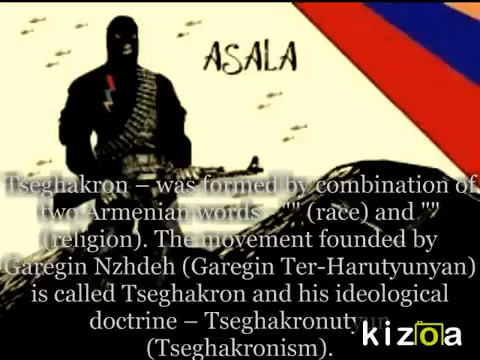 ASALA
Tseghakron – was formed by combination of
two Armenian words - "" (race) and ""
(religion). The movement founded by
Garegin Nzhdeh (Garegin Ter-Harutyunyan)
is called Tseghakron and his ideological
doctrine – Tseghakronutyun
(Tseghakronism).
kizoa